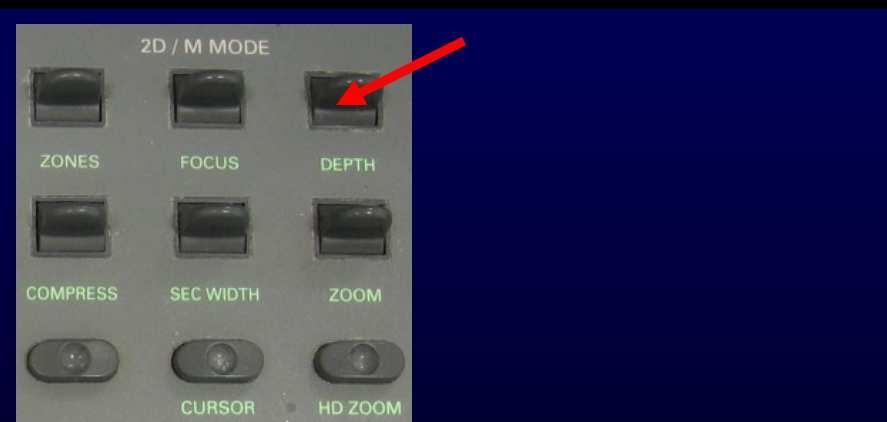 2D / M MODE
ZONES FOCUS DEPTH
COMPRESS SEC WIDTH ZOOM
CURSOR HD ZOOM